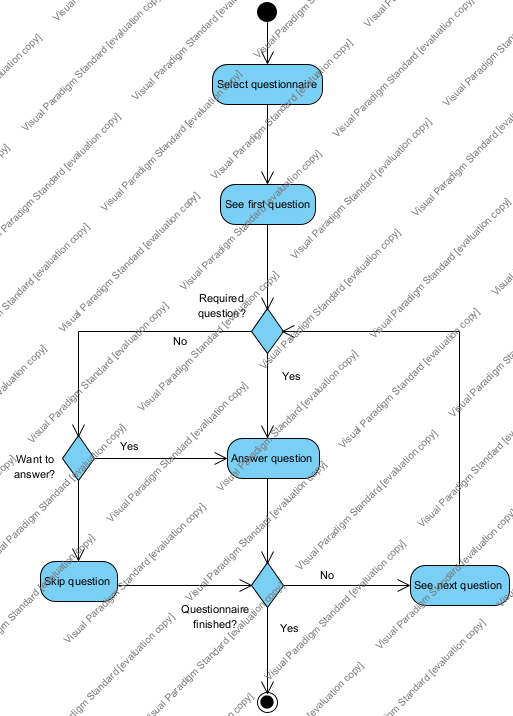 Select questionnaire
See first question
Required
question?
No
Yes
Want to
answer?
Yes
Answer question
Skip question
No
See next question
Questionnaire
finished?
Yes
Visual Paradigm Standard [evaluation copy]